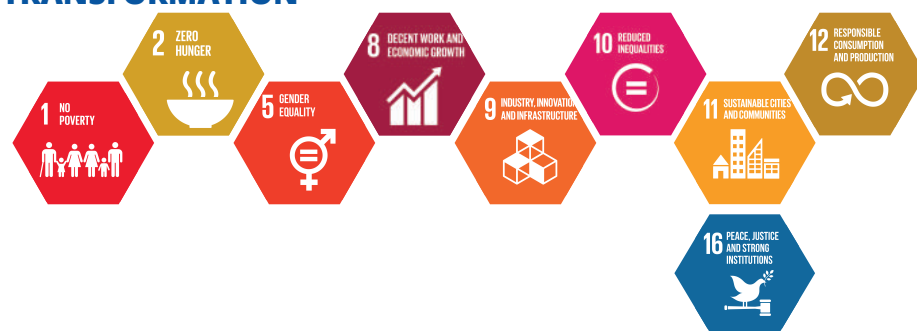 TRANSFORMATION
1 NO
POVERTY
2 ZERO
HUNGER
5 GENDER
EQUALITY
8 DECENT WORK AND
ECONOMIC GROWTH
9 INDUSTRY, INNOVATION
AND INFRASTRUCTURE
10 REDUCED
INEQUALITIES
11 SUSTAINABLE CITIES
AND COMMUNITIES
12 RESPONSIBLE
CONSUMPTION
AND PRODUCTION
16 PEACE, JUSTICE
AND STRONG
INSTITUTIONS